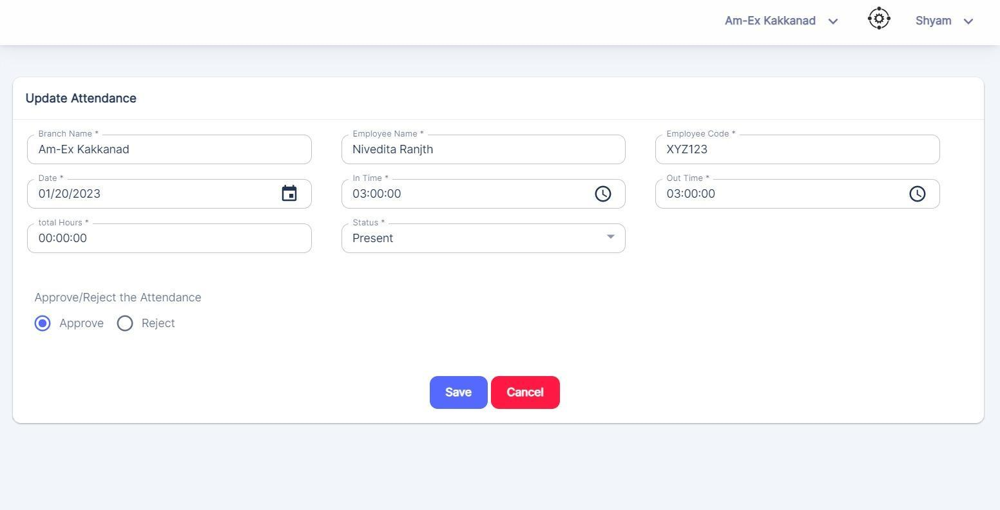 Am-Ex Kakkanad
Shyam
Update Attendance
Branch Name *
Am-Ex Kakkanad
Employee Name *
Nivedita Ranjth
Employee Code *
XYZ123
Date *
01/20/2023
In Time *
03:00:00
Out Time *
03:00:00
total Hours *
00:00:00
Status *
Present
Approve/Reject the Attendance
Approve
Reject
Save
Cancel